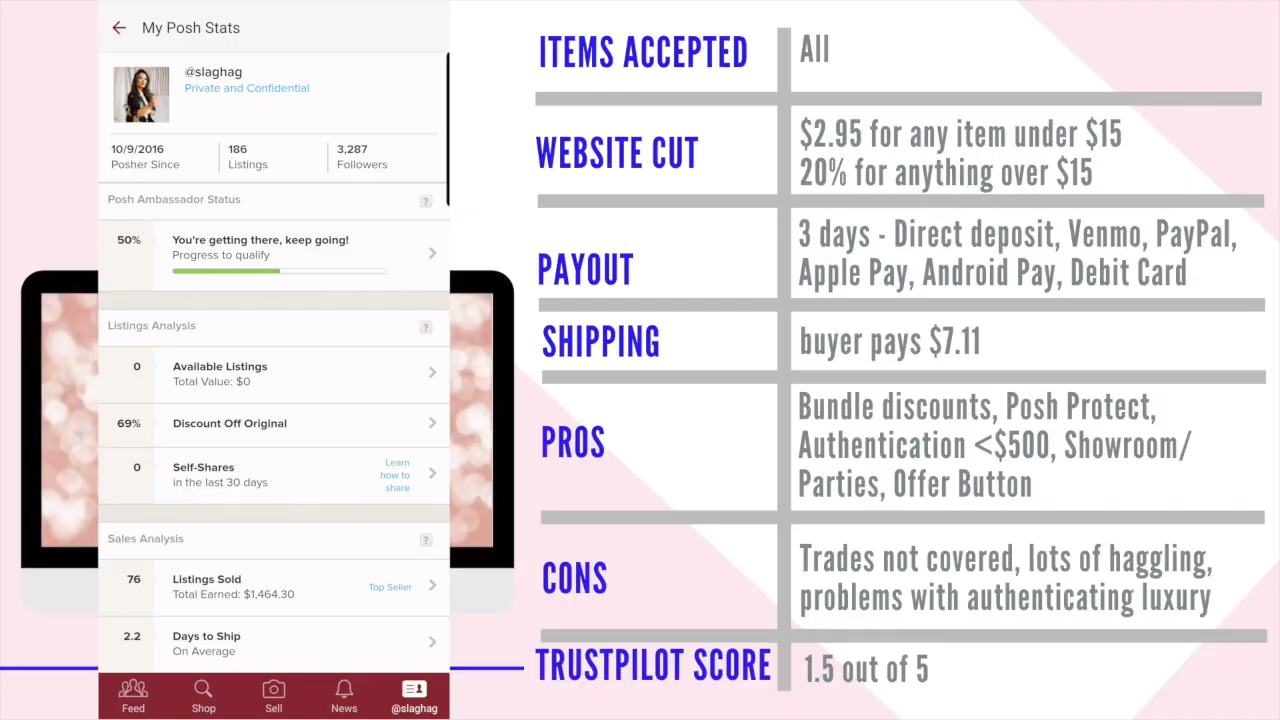 My Posh Stats
@slaghag
Private and Confidential
10/9/2016
Posher Since
186
Listings
3,287
Followers
Posh Ambassador Status
?
50%
You're getting there, keep going!
Progress to qualify
Listings Analysis
?
0
Available Listings
Total Value: $0
69%
Discount Off Original
0
Self-Shares
in the last 30 days
Learn
how to
share
Sales Analysis
?
76
Listings Sold
Total Earned: $1,464.30
Top Seller
2.2
Days to Ship
On Average
Feed
Shop
Sell
News
@slaghag
ITEMS ACCEPTED
All
WEBSITE CUT
$2.95 for any item under $15
20% for anything over $15
PAYOUT
3 days - Direct deposit, Venmo, PayPal,
Apple Pay, Android Pay, Debit Card
SHIPPING
buyer pays $7.11
PROS
Bundle discounts, Posh Protect,
Authentication <$500, Showroom/
Parties, Offer Button
CONS
Trades not covered, lots of haggling,
problems with authenticating luxury
TRUSTPILOT SCORE
1.5 out of 5